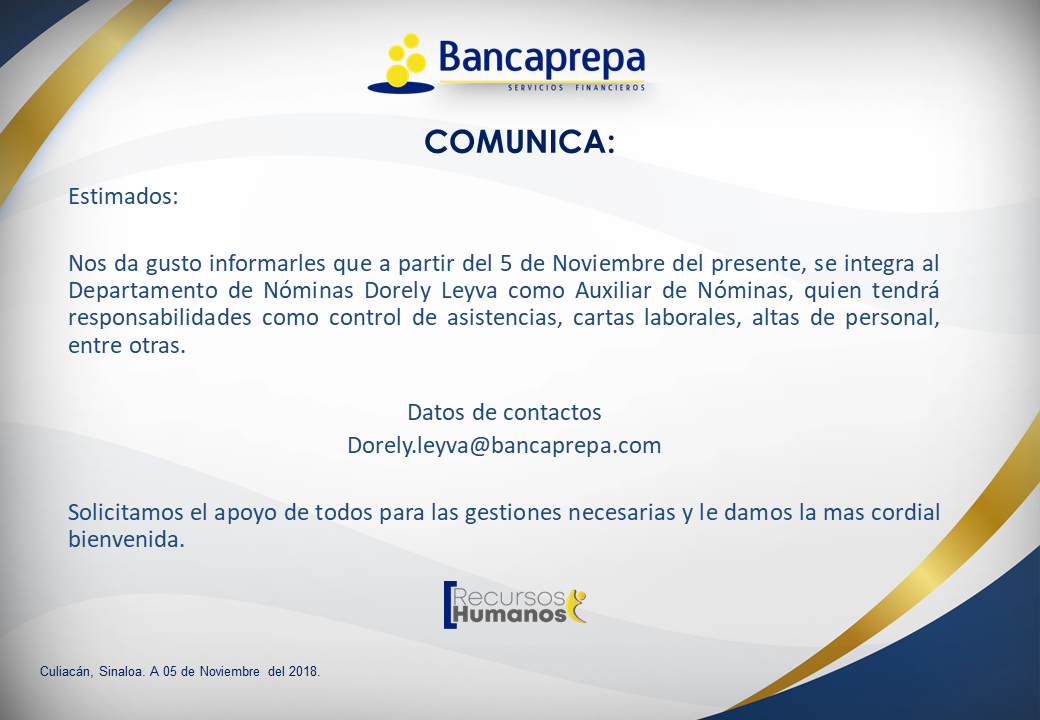 Bancaprepa
SERVICIOS FINANCIEROS
COMUNICA:
Estimados:
Nos da gusto informarles que a partir del 5 de Noviembre del presente, se integra al
Departamento de Nóminas Dorely Leyva como Auxiliar de Nóminas, quien tendrá
responsabilidades como control de asistencias, cartas laborales, altas de personal,
entre otras.
Datos de contactos
Dorely.leyva@bancaprepa.com
Solicitamos el apoyo de todos para las gestiones necesarias y le damos la mas cordial
bienvenida.
Recursos
Humanos
Culiacán, Sinaloa. A 05 de Noviembre del 2018.